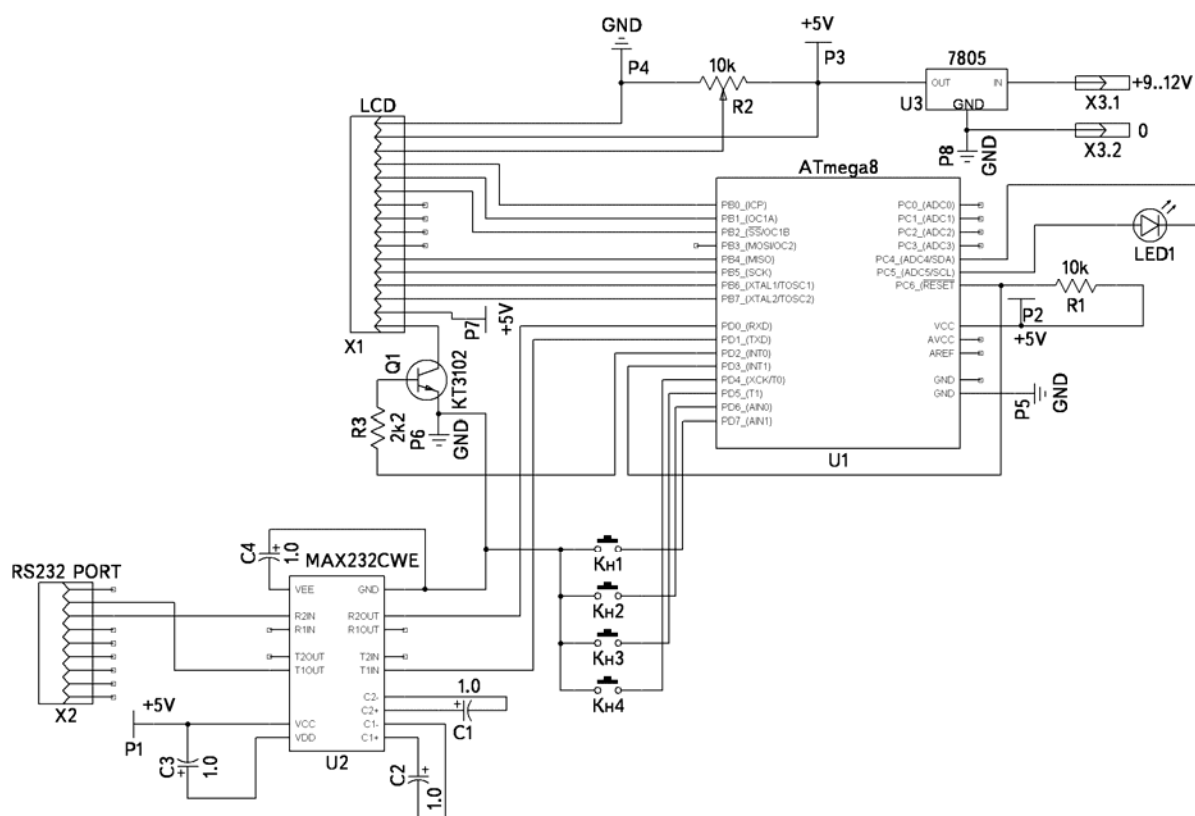 GND
+5V
P4
P3
10k
R2
7805
OUT
IN
GND
U3
+9..12V
X3.1
0
X3.2
P8
GND
LCD
X1
ATmega8
PB0_(ICP)
PB1_(OC1A)
PB2_(SS/OC1B
PB3_(MOSI/OC2)
PB4_(MISO)
PB5_(SCK)
PB6_(XTAL1/TOSC1)
PB7_(XTAL2/TOSC2)
PD0_(RXD)
PD1_(TXD)
PD2_(INT0)
PD3_(INT1)
PD4_(XCK/T0)
PD5_(T1)
PD6_(AIN0)
PD7_(AIN1)
PC0_(ADC0)
PC1_(ADC1)
PC2_(ADC2)
PC3_(ADC3)
PC4_(ADC4/SDA)
PC5_(ADC5/SCL)
PC6_(RESET
VCC
AVCC
AREF
GND
GND
U1
LED1
10k
R1
P2
+5V
P5
GND
P7
+5V
Q1
KT3102
R3
2k2
P6
GND
C4
1.0
MAX232CWE
VEE
GND
R2IN
R2OUT
R1IN
R1OUT
T2OUT
T2IN
T1OUT
T1IN
C2-
C2+
VCC
C1-
VDD
C1+
U2
RS232 PORT
X2
+5V
P1
C3
1.0
1.0
C1
C2
1.0
Кн1
Кн2
Кн3
Кн4